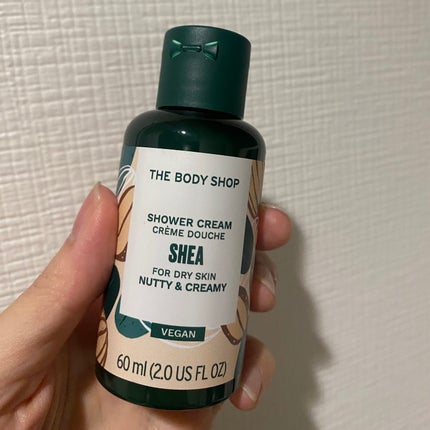 THE BODY SHOP
SHOWER CREAM
CRÈME DOUCHE
SHEA
FOR DRY SKIN
NUTTY & CREAMY
VEGAN
60 ml (2.0 US FL OZ)